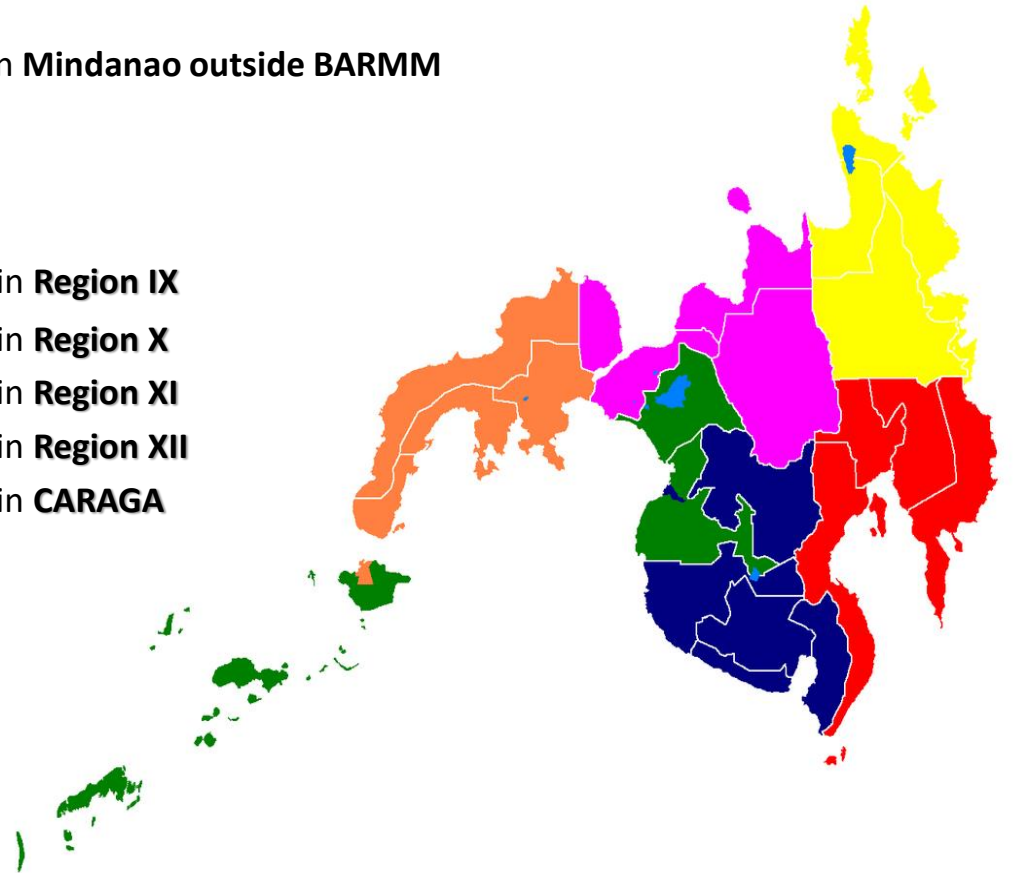 n Mindanao outside BARMM
in Region IX
in Region X
in Region XI
in Region XII
in CARAGA